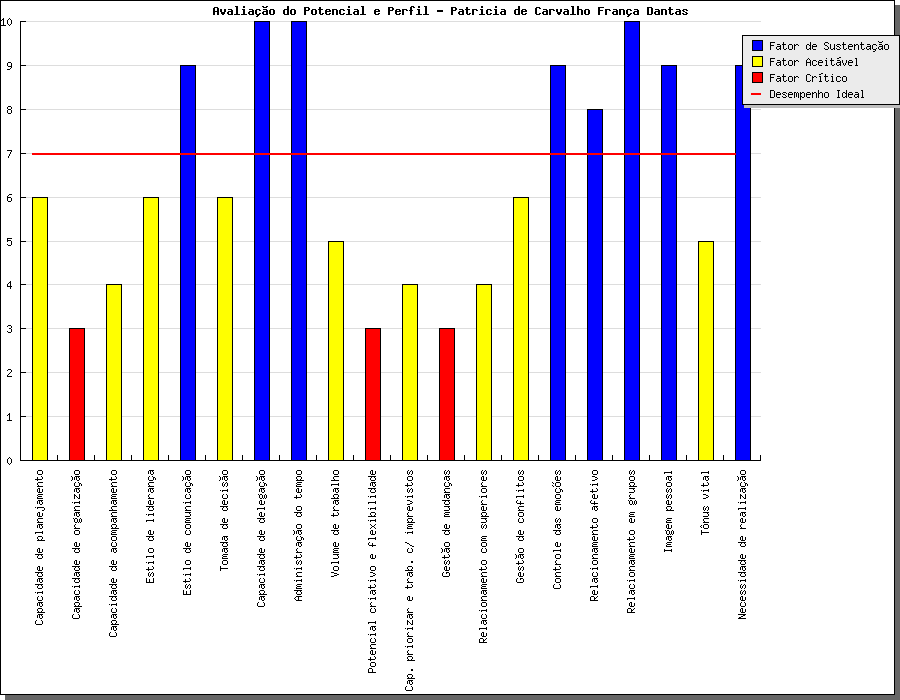 Avaliação do Potencial e Perfil - Patricia de Carvalho França Dantas
Fator de Sustentação
Fator Aceitável
Fator Crítico
Desempenho Ideal
10
9
8
7
6
5
4
3
2
1
0
Capacidade de planejamento
Capacidade de organização
Capacidade de acompanhamento
Estilo de liderança
Estilo de comunicação
Tomada de decisão
Capacidade de delegação
Administração do tempo
Volume de trabalho
Potencial criativo e flexibilidade
Cap. priorizar e trab. c/ imprevistos
Gestão de mudanças
Relacionamento com superiores
Gestão de conflitos
Controle das emoções
Relacionamento afetivo
Relacionamento em grupos
Imagem pessoal
Tônus vital
Necessidade de realização